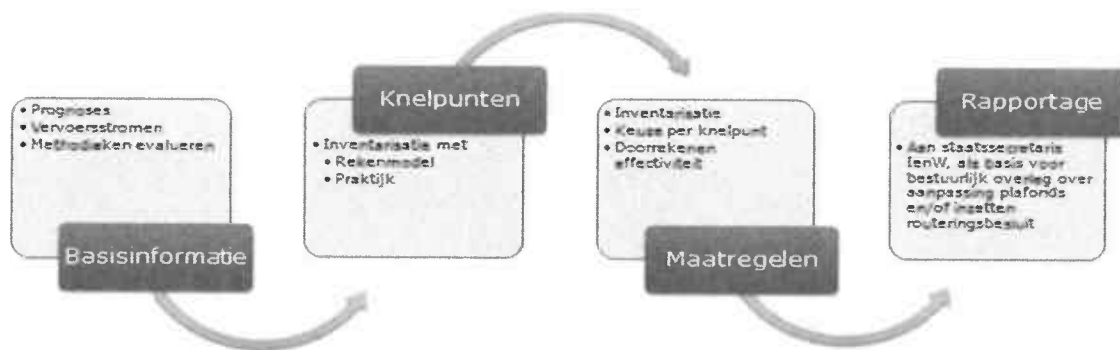 • Prognoses
• Vervoersstromen
• Methodieken evalueren
Basisinformatie
Knelpunten
• Inventarisatie met
• Rekenmodel
• Praktijk
• Inventarisatie
• Keuse per knelpunt
• Doorrekenen
effectiviteit
Maatregelen
Rapportage
• Aan staatssecretaris
IenW, als basis voor
bestuurlijk overleg over
aanpassing plafonds
en/of inzetten
routeringsbesluit